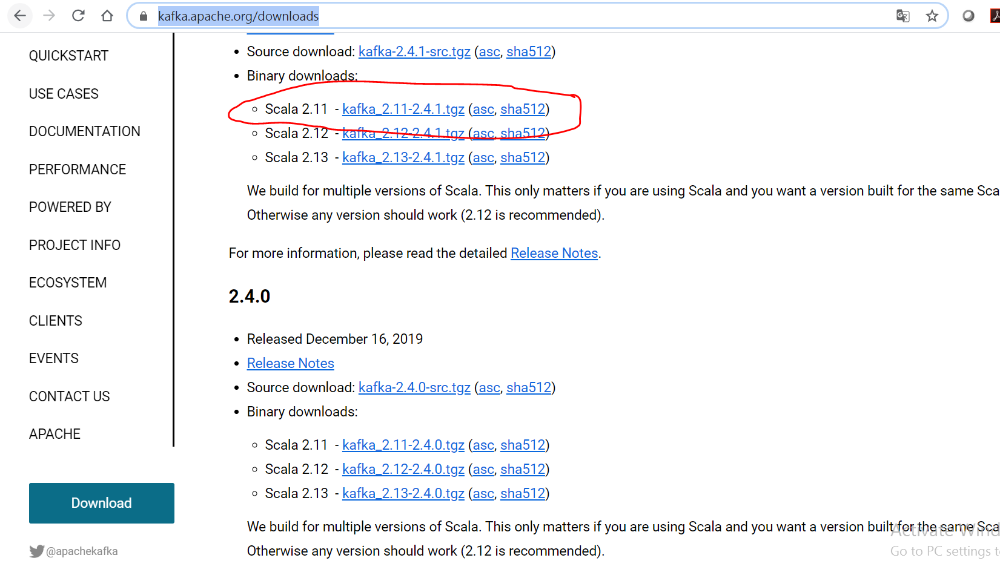 kafka.apache.org/downloads
QUICKSTART
USE CASES
DOCUMENTATION
PERFORMANCE
POWERED BY
PROJECT INFO
ECOSYSTEM
CLIENTS
EVENTS
CONTACT US
APACHE
Download
@apachekafka
• Source download: kafka-2.4.1-src.tgz (asc, sha512)
• Binary downloads:
◦ Scala 2.11 - kafka_2.11-2.4.1.tgz (asc, sha512)
◦ Scala 2.12 - kafka_2.12-2.4.1.tgz (asc, sha512)
◦ Scala 2.13 - kafka_2.13-2.4.1.tgz (asc, sha512)
We build for multiple versions of Scala. This only matters if you are using Scala and you want a version built for the same Sca
Otherwise any version should work (2.12 is recommended).
For more information, please read the detailed Release Notes.
2.4.0
• Released December 16, 2019
• Release Notes
• Source download: kafka-2.4.0-src.tgz (asc, sha512)
• Binary downloads:
◦ Scala 2.11 - kafka_2.11-2.4.0.tgz (asc, sha512)
◦ Scala 2.12 - kafka_2.12-2.4.0.tgz (asc, sha512)
◦ Scala 2.13 - kafka_2.13-2.4.0.tgz (asc, sha512)
We build for multiple versions of Scala. This only matters if you are using Scala and you want a version built for the same Sca
Otherwise any version should work (2.12 is recommended).
Activate Wind
Go to PC settings t